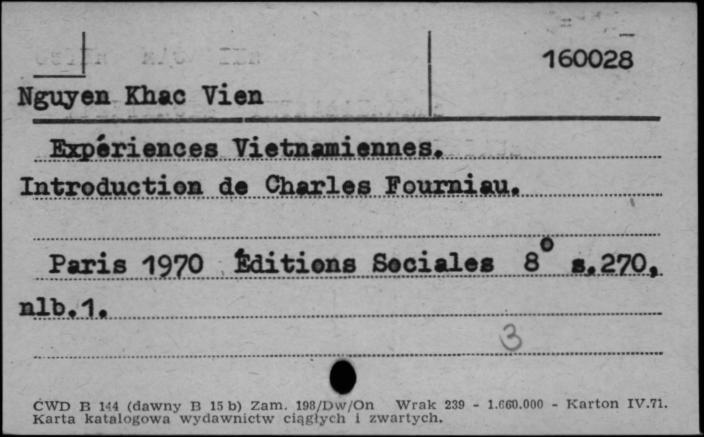 160028
Nguyen Khac Vien
Expériences Vietnamiennes.
Introduction de Charles Fourniau.
Paris 1970 Éditions Sociales 8° s.270,
nlb.1.
3
CWD B 144 (dawny B 15 b) Zam. 198/Dw/On Wrak 239 - 1.660.000 - Karton IV.71.
Karta katalogowa wydawnictw ciągłych i zwartych.